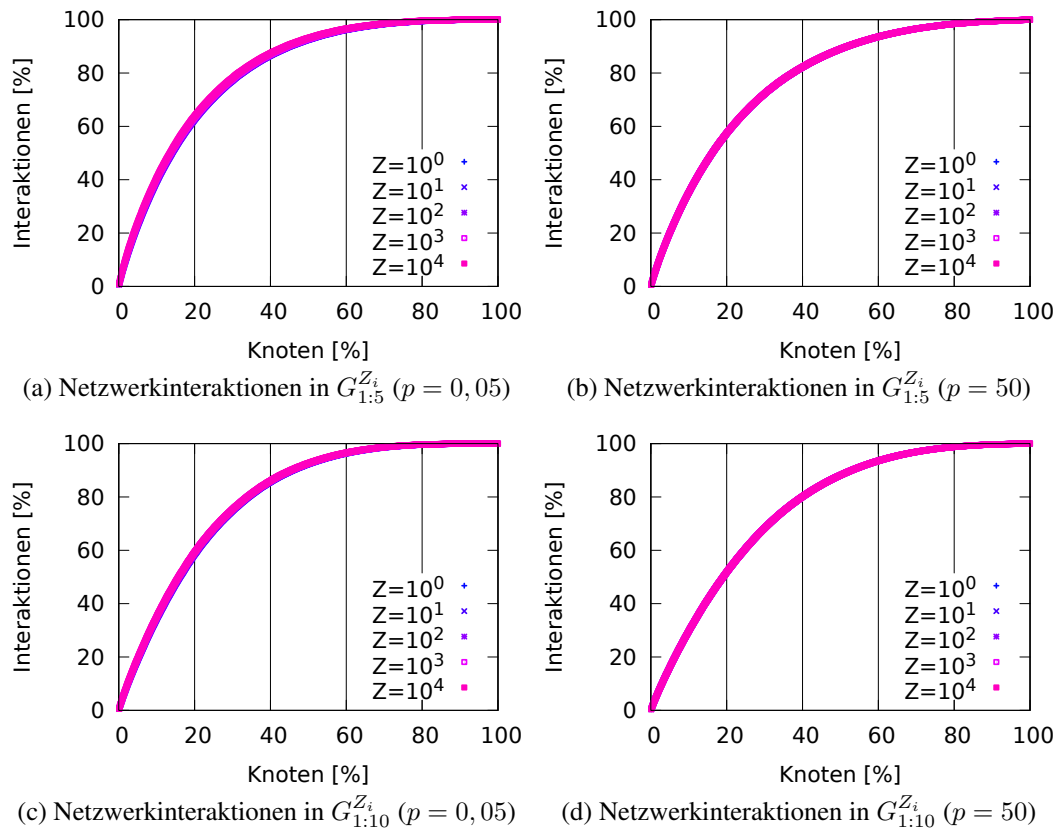 100
80
60
40
20
0
Interaktionen [%]
Z=10^0
Z=10^1
Z=10^2
Z=10^3
Z=10^4
0 20 40 60 80 100
Knoten [%]
(a) Netzwerkinteraktionen in G_{1:5}^{Z_i} (p = 0, 05)
100
80
60
40
20
0
Interaktionen [%]
Z=10^0
Z=10^1
Z=10^2
Z=10^3
Z=10^4
0 20 40 60 80 100
Knoten [%]
(b) Netzwerkinteraktionen in G_{1:5}^{Z_i} (p = 50)
100
80
60
40
20
0
Interaktionen [%]
Z=10^0
Z=10^1
Z=10^2
Z=10^3
Z=10^4
0 20 40 60 80 100
Knoten [%]
(c) Netzwerkinteraktionen in G_{1:10}^{Z_i} (p = 0, 05)
100
80
60
40
20
0
Interaktionen [%]
Z=10^0
Z=10^1
Z=10^2
Z=10^3
Z=10^4
0 20 40 60 80 100
Knoten [%]
(d) Netzwerkinteraktionen in G_{1:10}^{Z_i} (p = 50)